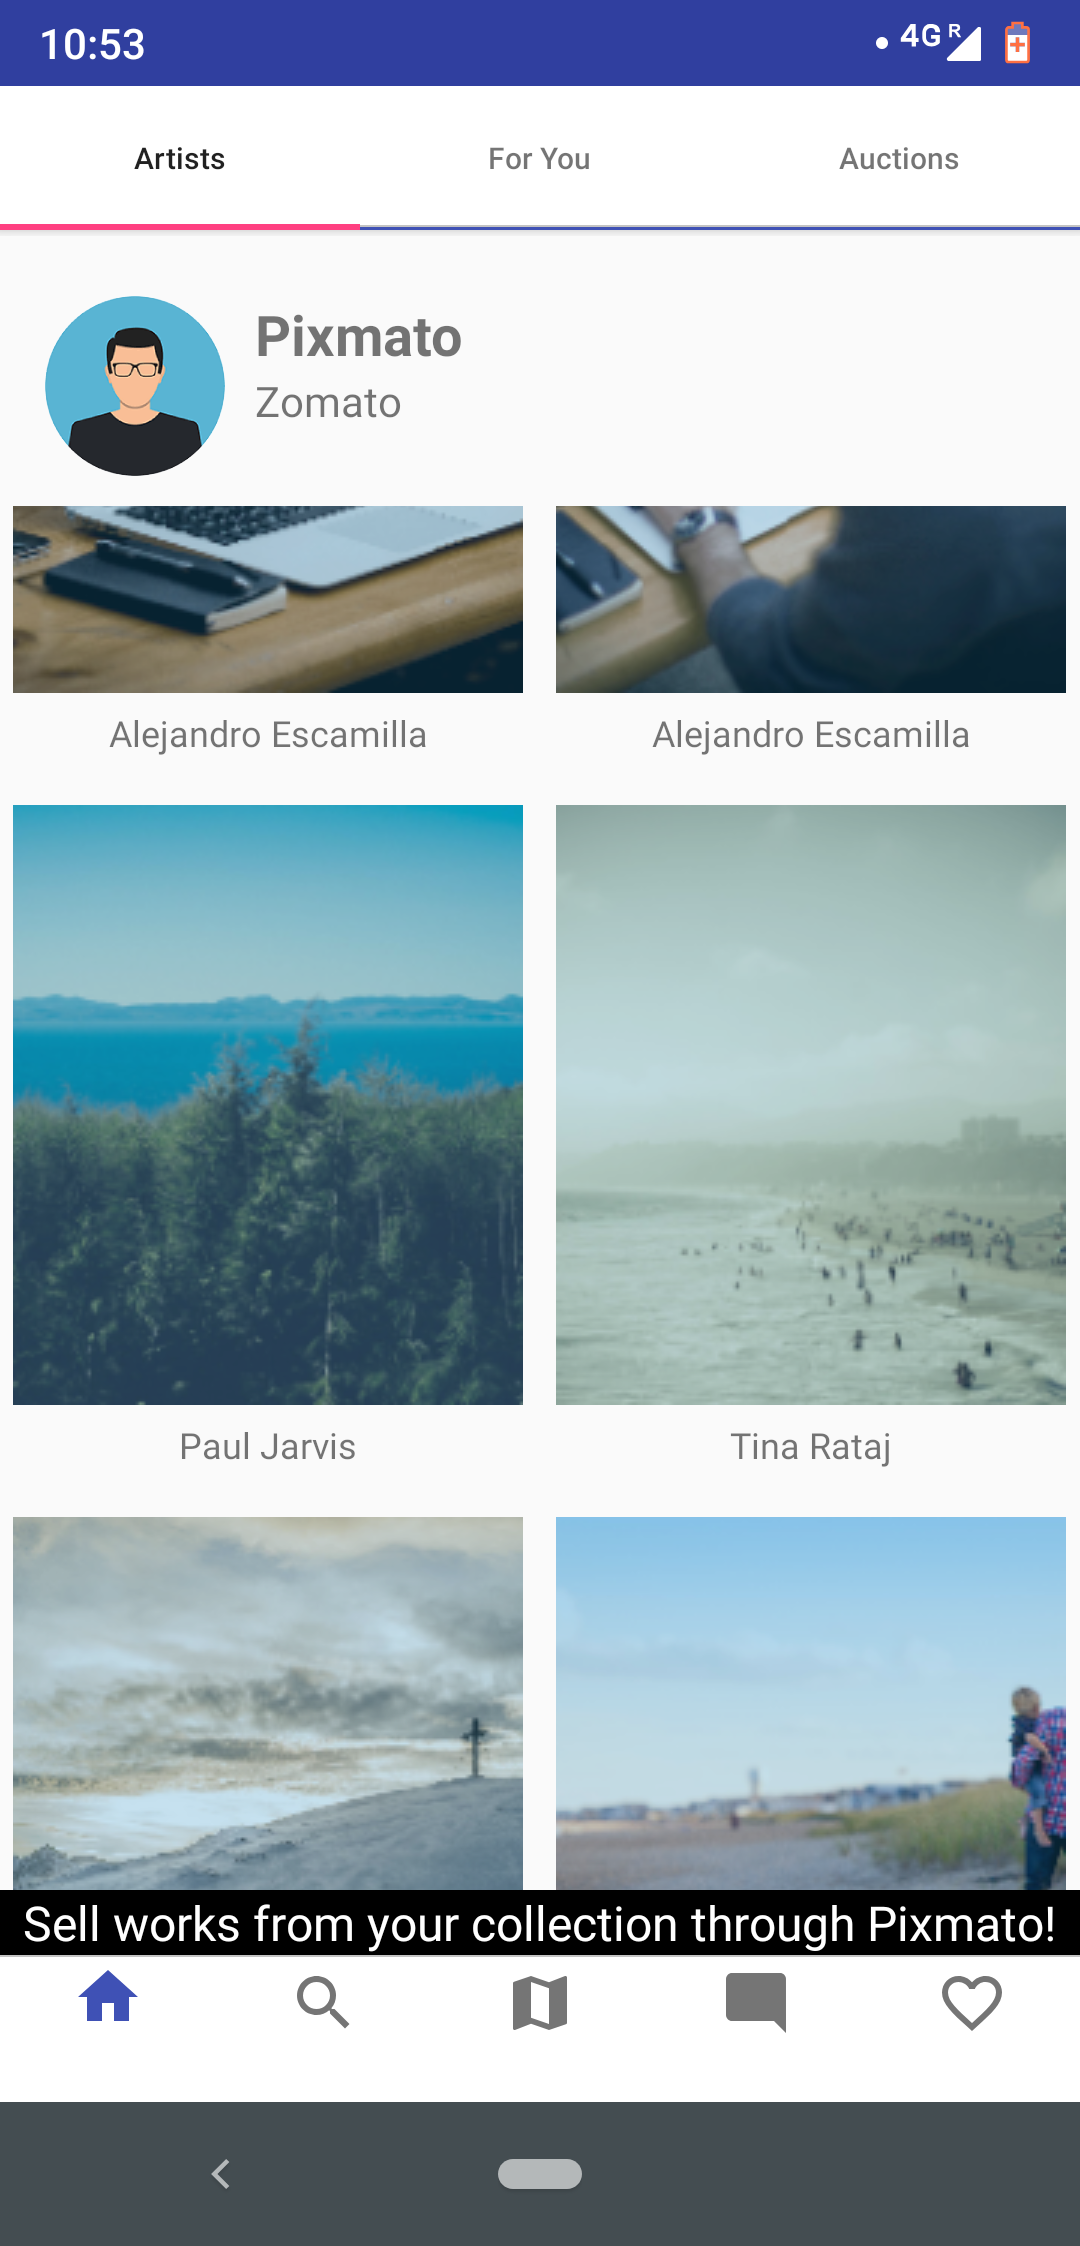 10:53
4G R
Artists
For You
Auctions
Pixmato
Zomato
Alejandro Escamilla
Alejandro Escamilla
Paul Jarvis
Tina Rataj
Sell works from your collection through Pixmato!